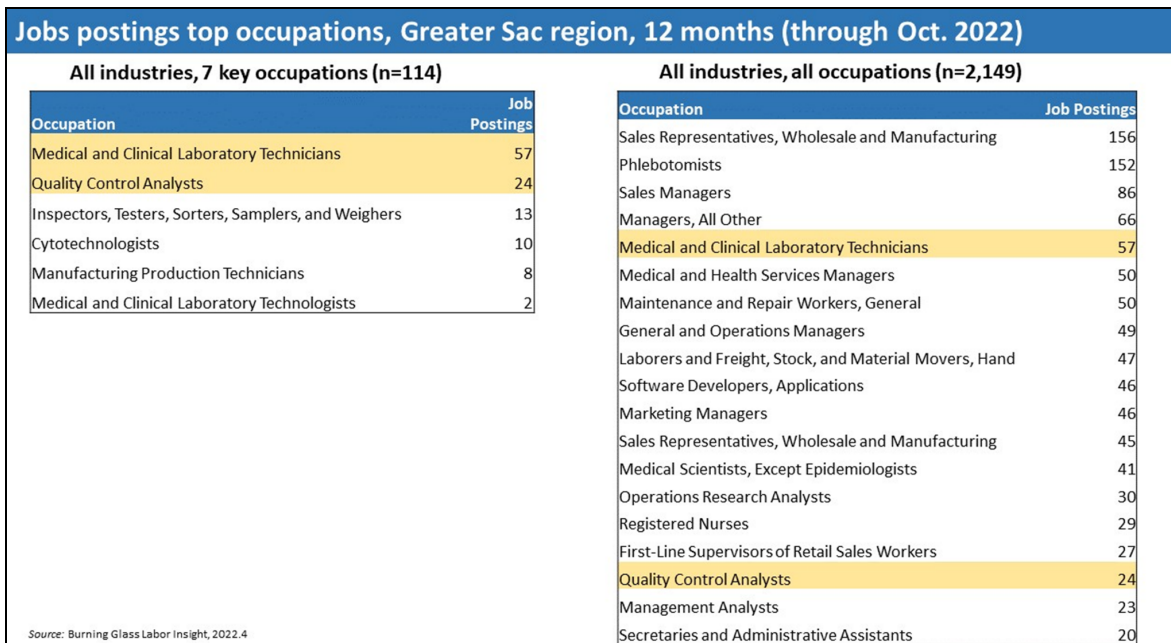 Jobs postings top occupations, Greater Sac region, 12 months (through Oct. 2022)
All industries, 7 key occupations (n=114)
Occupation Job Postings
Medical and Clinical Laboratory Technicians 57
Quality Control Analysts 24
Inspectors, Testers, Sorters, Samplers, and Weighers 13
Cytotechnologists 10
Manufacturing Production Technicians 8
Medical and Clinical Laboratory Technologists 2
All industries, all occupations (n=2,149)
Occupation Job Postings
Sales Representatives, Wholesale and Manufacturing 156
Phlebotomists 152
Sales Managers 86
Managers, All Other 66
Medical and Clinical Laboratory Technicians 57
Medical and Health Services Managers 50
Maintenance and Repair Workers, General 50
General and Operations Managers 49
Laborers and Freight, Stock, and Material Movers, Hand 47
Software Developers, Applications 46
Marketing Managers 46
Sales Representatives, Wholesale and Manufacturing 45
Medical Scientists, Except Epidemiologists 41
Operations Research Analysts 30
Registered Nurses 29
First-Line Supervisors of Retail Sales Workers 27
Quality Control Analysts 24
Management Analysts 23
Secretaries and Administrative Assistants 20
Source: Burning Glass Labor Insight, 2022.4